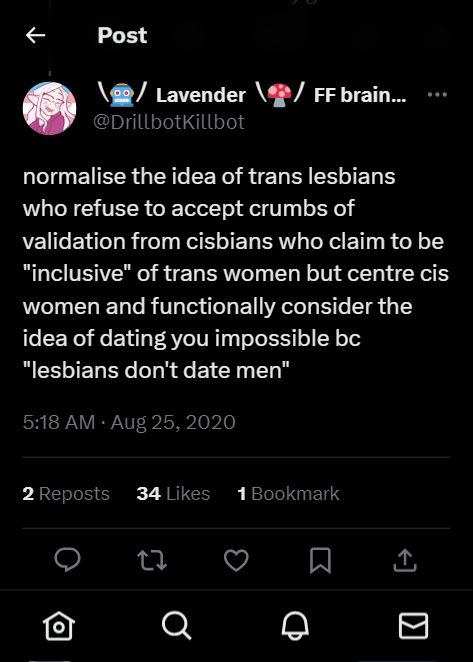 Post
\🤖/ Lavender \🍄/ FF brain...
@DrillbotKillbot
normalise the idea of trans lesbians
who refuse to accept crumbs of
validation from cisbians who claim to be
"inclusive" of trans women but centre cis
women and functionally consider the
idea of dating you impossible bc
"lesbians don't date men"
5:18 AM · Aug 25, 2020
2 Reposts 34 Likes 1 Bookmark